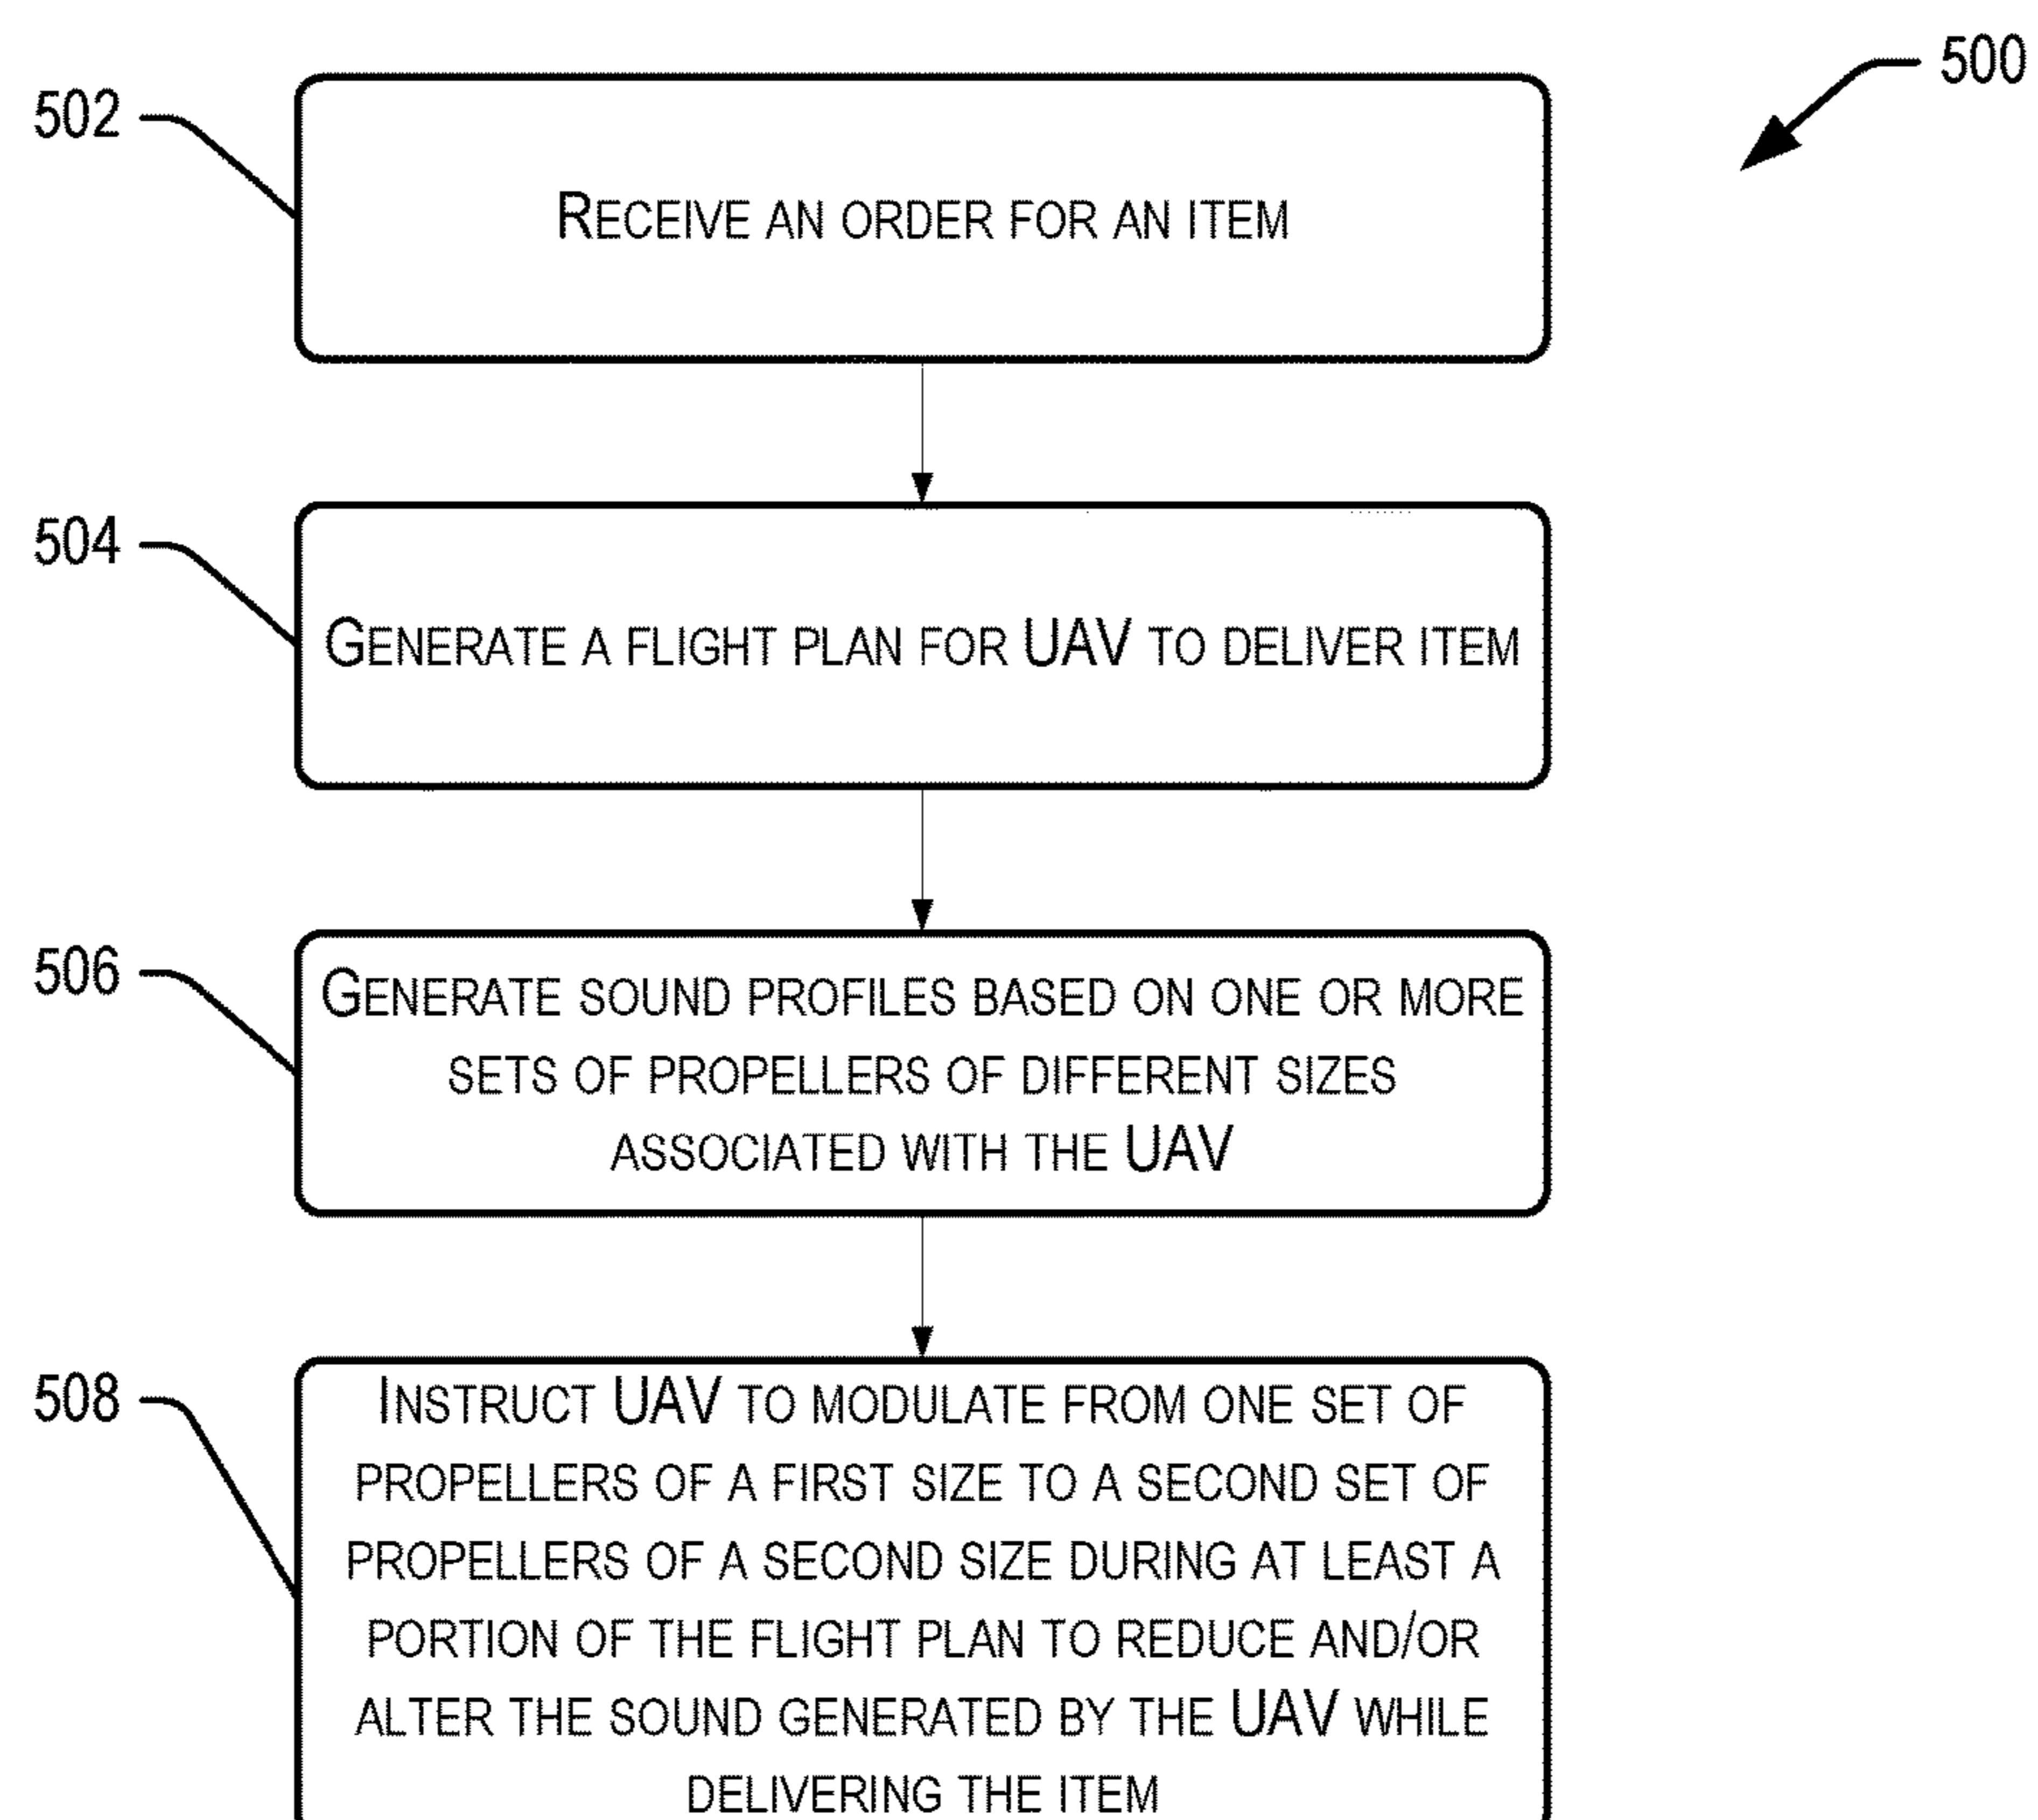 500
502
RECEIVE AN ORDER FOR AN ITEM
504
GENERATE A FLIGHT PLAN FOR UAV TO DELIVER ITEM
506
GENERATE SOUND PROFILES BASED ON ONE OR MORE
SETS OF PROPELLERS OF DIFFERENT SIZES
ASSOCIATED WITH THE UAV
508
INSTRUCT UAV TO MODULATE FROM ONE SET OF
PROPELLERS OF A FIRST SIZE TO A SECOND SET OF
PROPELLERS OF A SECOND SIZE DURING AT LEAST A
PORTION OF THE FLIGHT PLAN TO REDUCE AND/OR
ALTER THE SOUND GENERATED BY THE UAV WHILE
DELIVERING THE ITEM